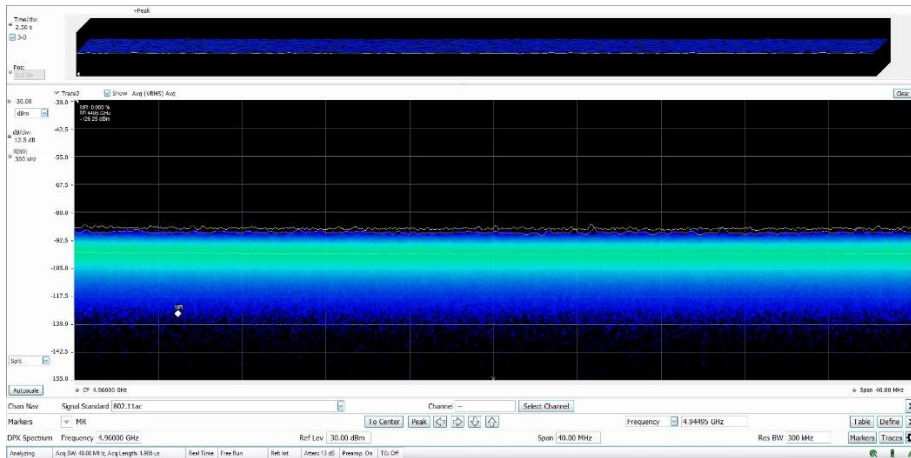 +Peak
Time/div:
2.50 s
3-D
Pos:
Trace2 Show Avg (VRMS) Avg Clear
-30.00 -30.0
dBm
MR: 0.000 %
-42.5
dB/div:
12.5 dB
RBW:
300 kHz
-55.0
-67.5
-80.0
-92.5
-105.0
-117.5
MR
-130.0
-142.5
Split
-155.0
Autoscale CF 4.96000 GHz Span 40.00 MHz
Chan Nav Signal Standard 802.11ac Channel -- Select Channel
Markers MR To Center Peak Frequency 4.94495 GHz Table Define
DPX Spectrum Frequency 4.96000 GHz Ref Lev 30.00 dBm Span 40.00 MHz Res BW 300 kHz Markers Traces
Analyzing Acq BW: 40.00 MHz, Acq Length: 1.906 us Real Time Free Run Ref: Int Atten: 13 dB Preamp: On TG: Off